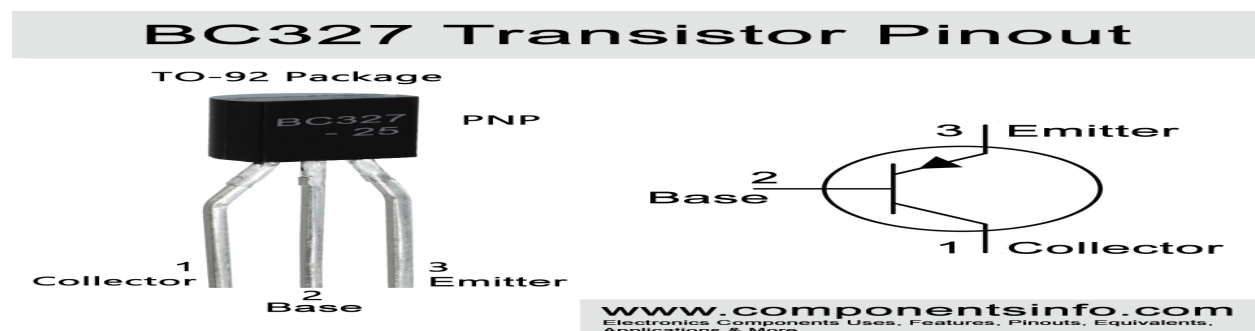 BC327 Transistor Pinout
TO-92 Package
BC327
- 25
PNP
1
Collector
2
Base
3
Emitter
3 Emitter
2
Base
1 Collector
www.componentsinfo.com
Electronics Components Uses, Features, Pinouts, Equivalents,
Applications & More